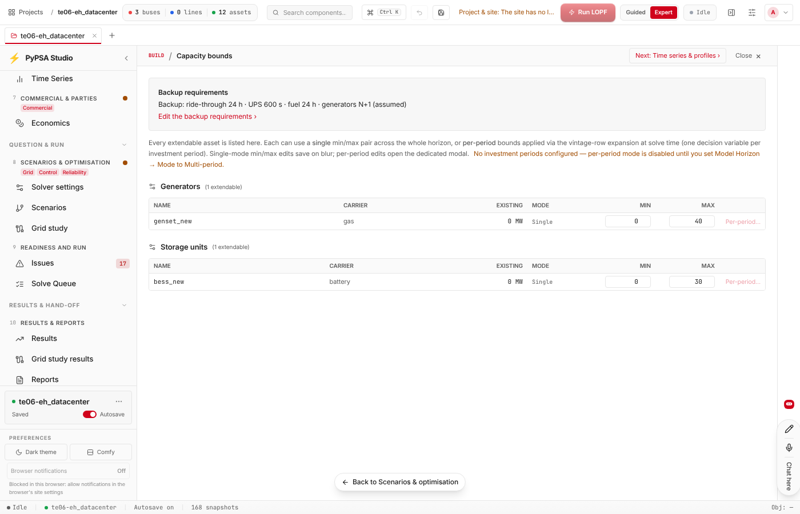 Projects / te06-eh_datacenter 3 buses 0 lines 12 assets Search components... Ctrl K Project & site: The site has no l... Run LOPF Guided Expert Idle A
te06-eh_datacenter × +
PyPSA Studio
Time Series
7 COMMERCIAL & PARTIES
Commercial
Economics
QUESTION & RUN
8 SCENARIOS & OPTIMISATION
Grid Control Reliability
Solver settings
Scenarios
Grid study
9 READINESS AND RUN
Issues 17
Solve Queue
RESULTS & HAND-OFF
10 RESULTS & REPORTS
Results
Grid study results
Reports
te06-eh_datacenter ...
Saved Autosave
PREFERENCES
Dark theme Comfy
Browser notifications Off
Blocked in this browser: allow notifications in the
browser's site settings
BUILD / Capacity bounds Next: Time series & profiles › Close ×
Backup requirements
Backup: ride-through 24 h · UPS 600 s · fuel 24 h · generators N+1 (assumed)
Edit the backup requirements ›
Every extendable asset is listed here. Each can use a single min/max pair across the whole horizon, or per-period bounds applied via the vintage-row expansion at solve time (one decision variable per
investment period). Single-mode min/max edits save on blur; per-period edits open the dedicated modal. No investment periods configured — per-period mode is disabled until you set Model Horizon
→ Mode to Multi-period.
Generators (1 extendable)
NAME CARRIER EXISTING MODE MIN MAX
genset_new gas 0 MW Single 0 40 Per-period...
Storage units (1 extendable)
NAME CARRIER EXISTING MODE MIN MAX
bess_new battery 0 MW Single 0 30 Per-period...
← Back to Scenarios & optimisation
Chat here
Idle te06-eh_datacenter Autosave on 168 snapshots Obj: —